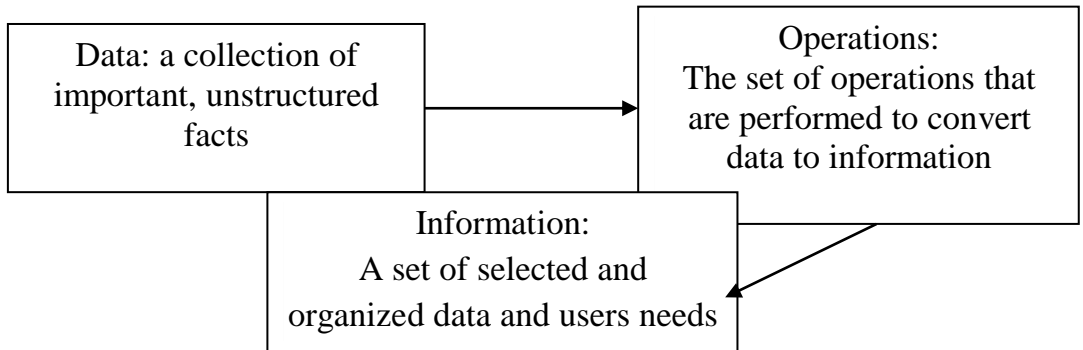 Data: a collection of
important, unstructured
facts
Operations:
The set of operations that
are performed to convert
data to information
Information:
A set of selected and
organized data and users needs